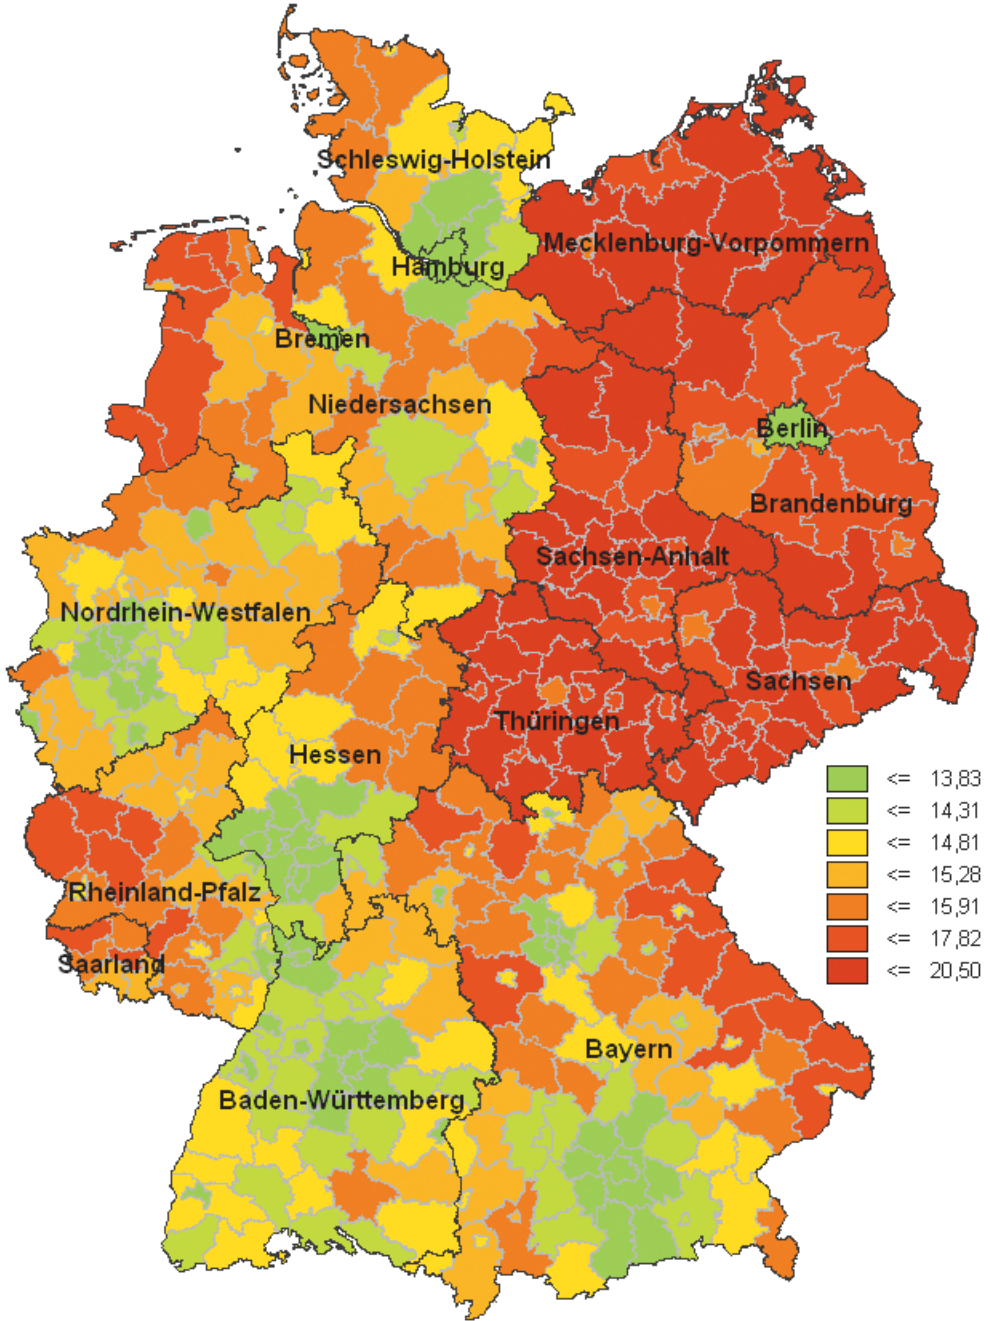 Schleswig-Holstein
Mecklenburg-Vorpommern
Hamburg
Bremen
Niedersachsen
Berlin
Brandenburg
Sachsen-Anhalt
Nordrhein-Westfalen
Sachsen
Thüringen
Hessen
<= 13,83
<= 14,31
<= 14,81
<= 15,28
<= 15,91
<= 17,82
<= 20,50
Rheinland-Pfalz
Saarland
Bayern
Baden-Württemberg